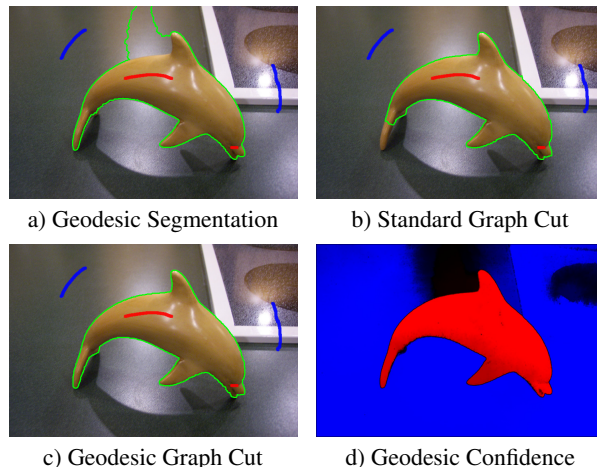 a) Geodesic Segmentation
b) Standard Graph Cut
c) Geodesic Graph Cut
d) Geodesic Confidence